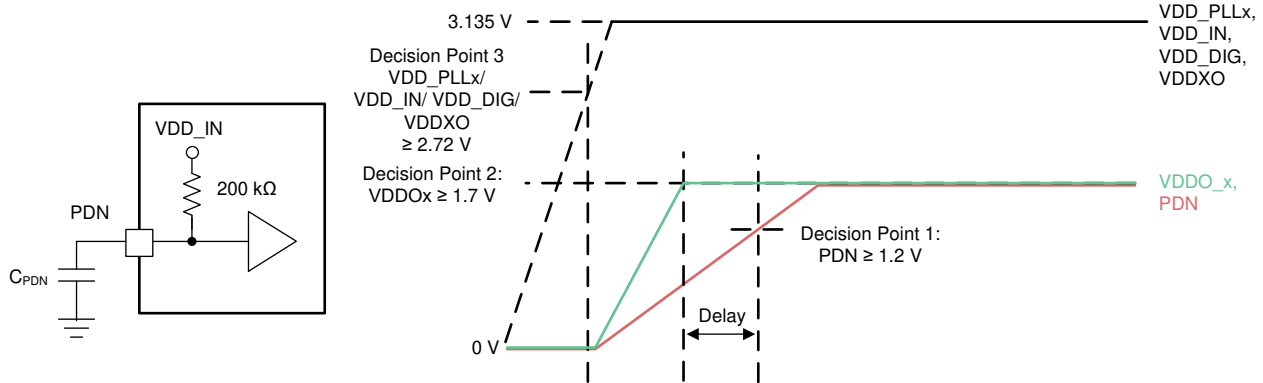 VDD_IN
200 kΩ
PDN
CPDN
3.135 V
Decision Point 3
VDD_PLLx/
VDD_IN/ VDD_DIG/
VDDXO
≥ 2.72 V
Decision Point 2:
VDDOx ≥ 1.7 V
0 V
Delay
Decision Point 1:
PDN ≥ 1.2 V
VDD_PLLx,
VDD_IN,
VDD_DIG,
VDDXO
VDDO_x,
PDN